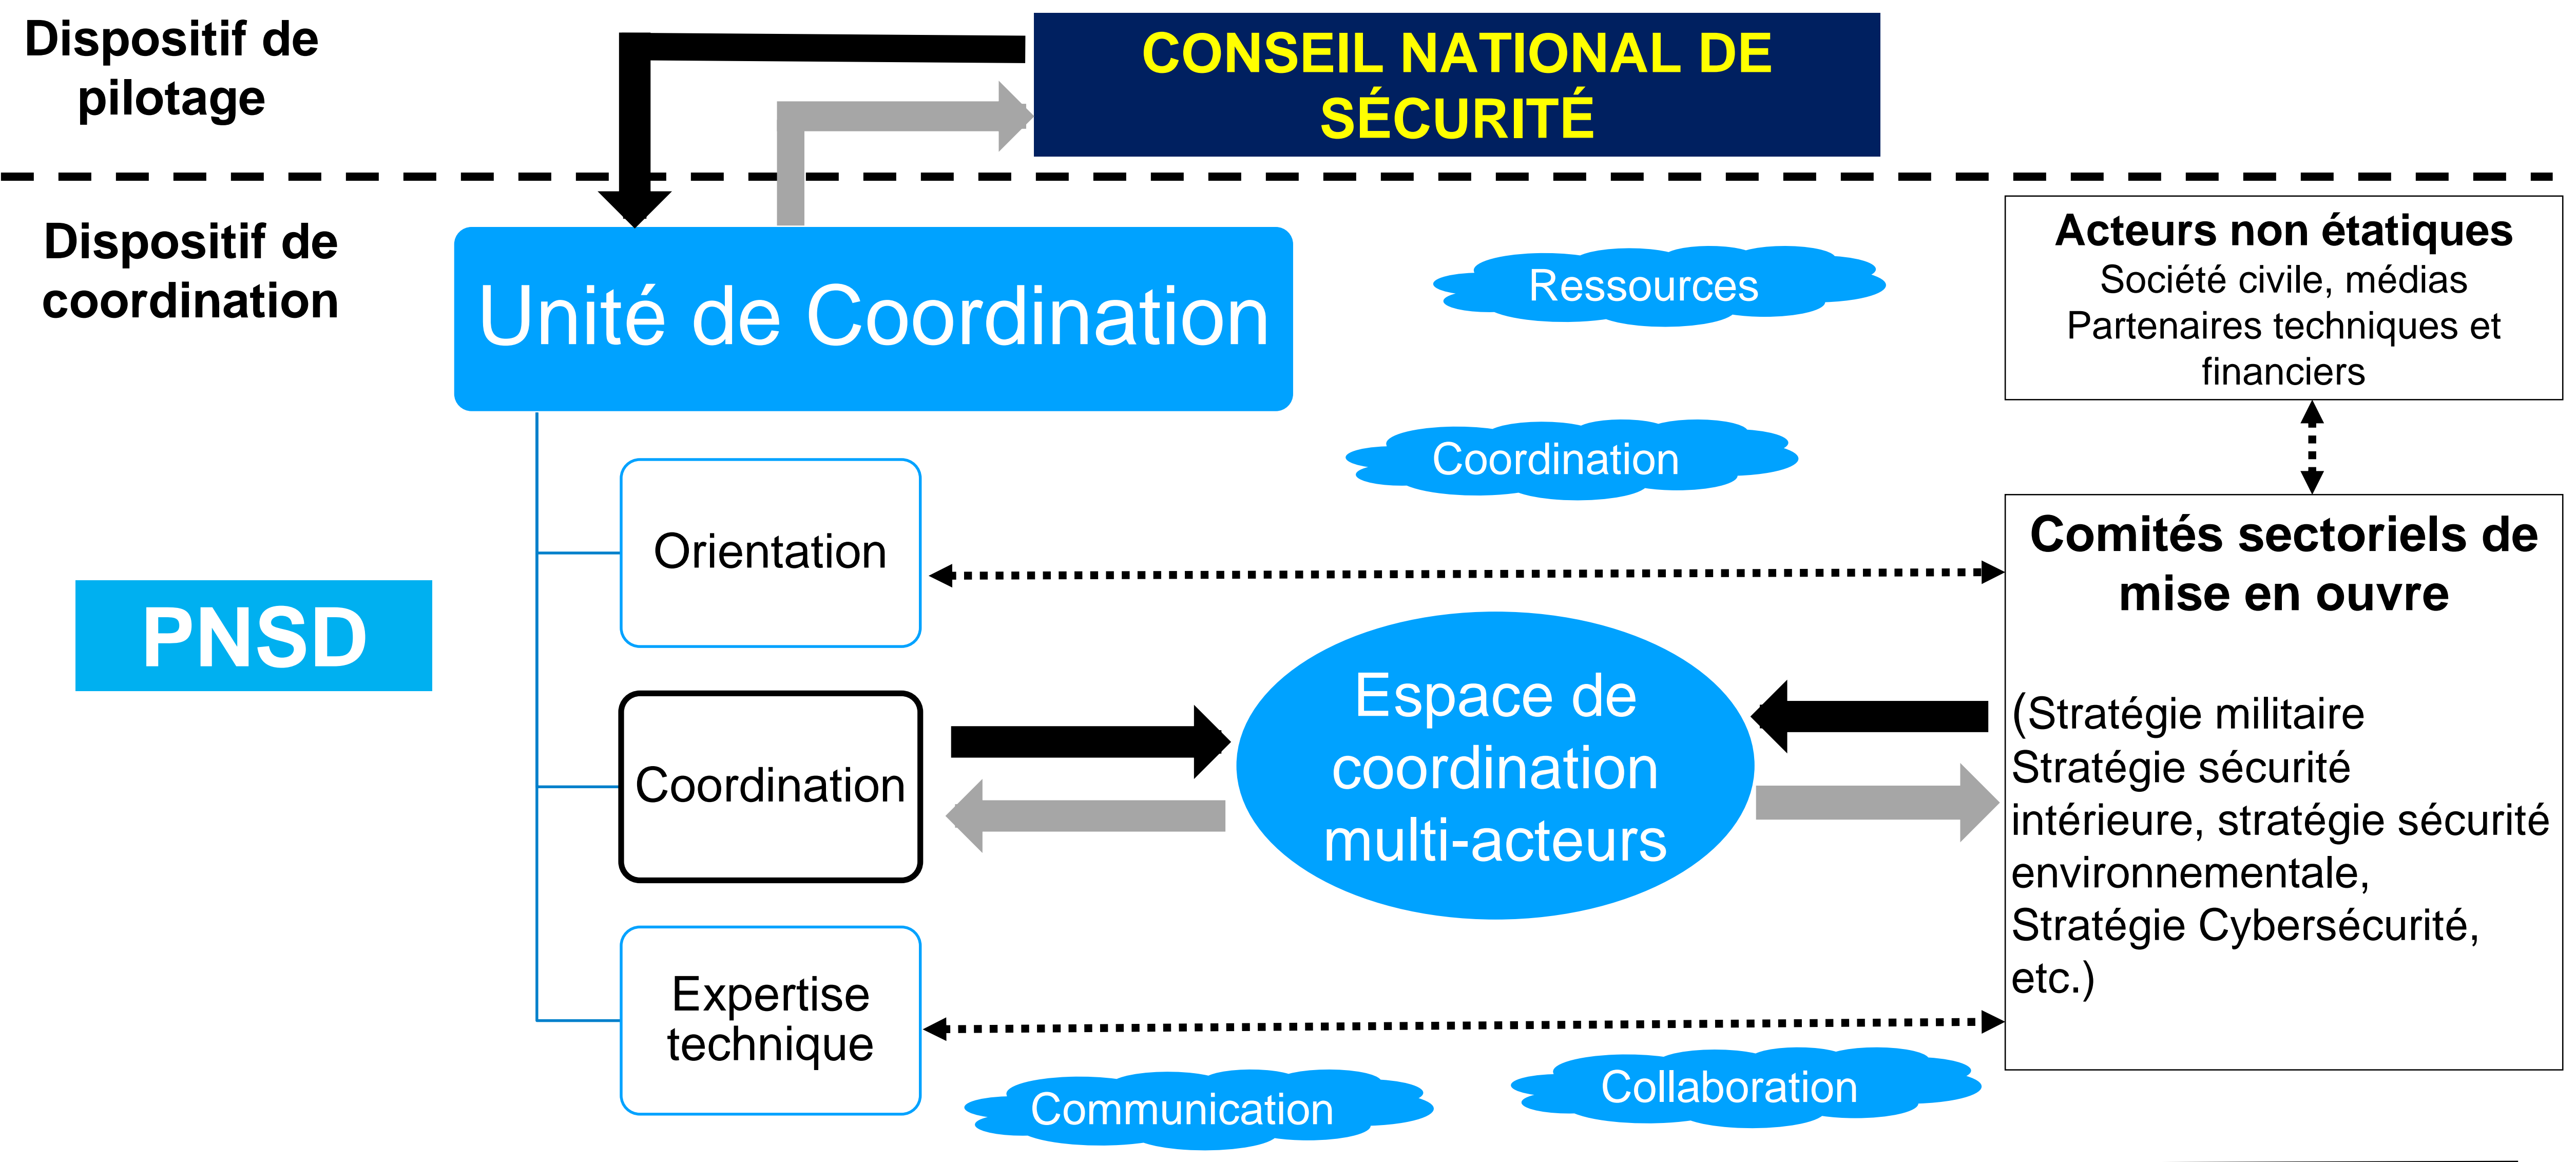 Dispositif de
pilotage
CONSEIL NATIONAL DE
SÉCURITÉ
Dispositif de
coordination
Unité de Coordination
Ressources
Acteurs non étatiques
Société civile, médias
Partenaires techniques et
financiers
Coordination
Orientation
Comités sectoriels de
mise en ouvre
(Stratégie militaire
Stratégie sécurité
intérieure, stratégie sécurité
environnementale,
Stratégie Cybersécurité,
etc.)
PNSD
Espace de
coordination
multi-acteurs
Coordination
Expertise
technique
Communication
Collaboration